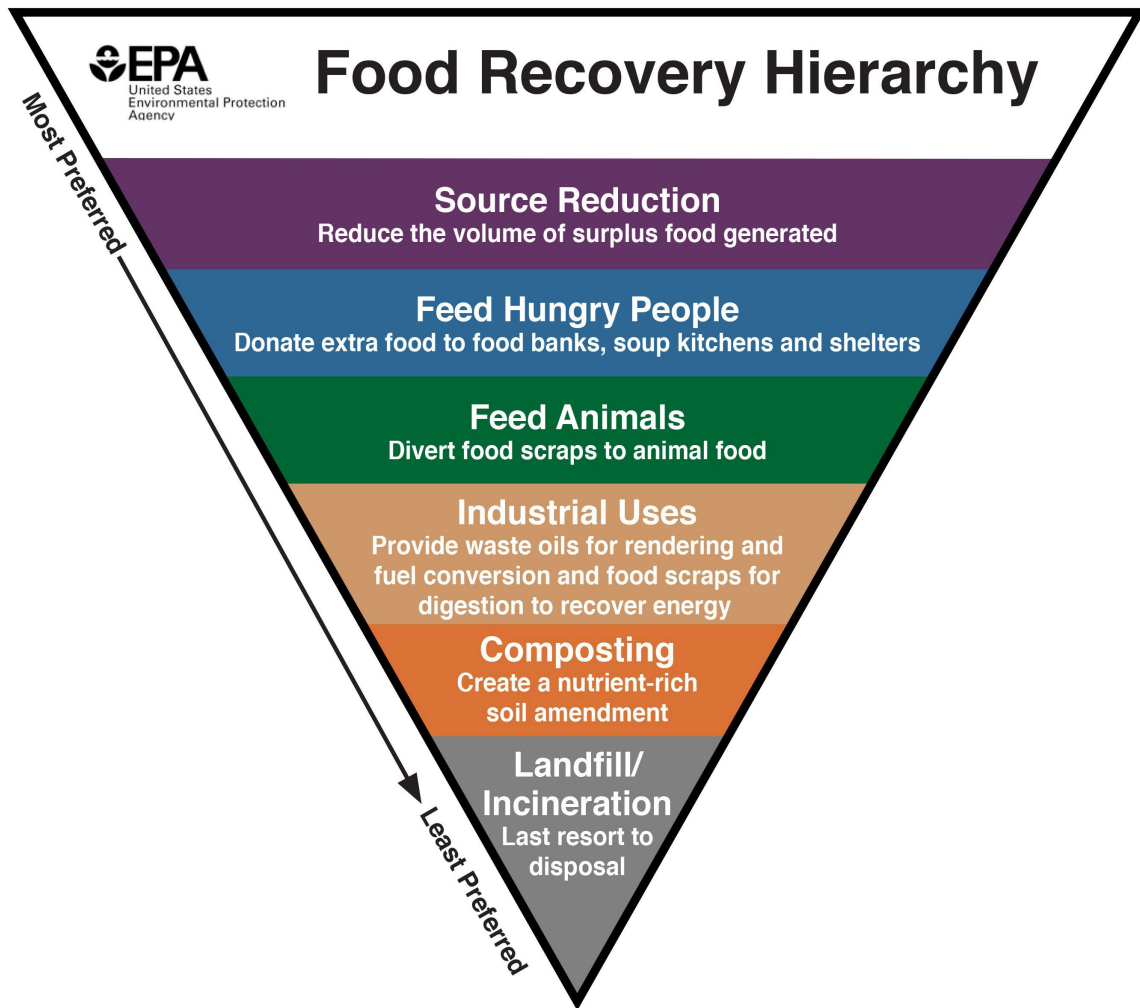 EPA
United States
Environmental Protection
Agency
Food Recovery Hierarchy
Most Preferred
Source Reduction
Reduce the volume of surplus food generated
Feed Hungry People
Donate extra food to food banks, soup kitchens and shelters
Feed Animals
Divert food scraps to animal food
Industrial Uses
Provide waste oils for rendering and
fuel conversion and food scraps for
digestion to recover energy
Composting
Create a nutrient-rich
soil amendment
Landfill/
Incineration
Last resort to
disposal
Least Preferred